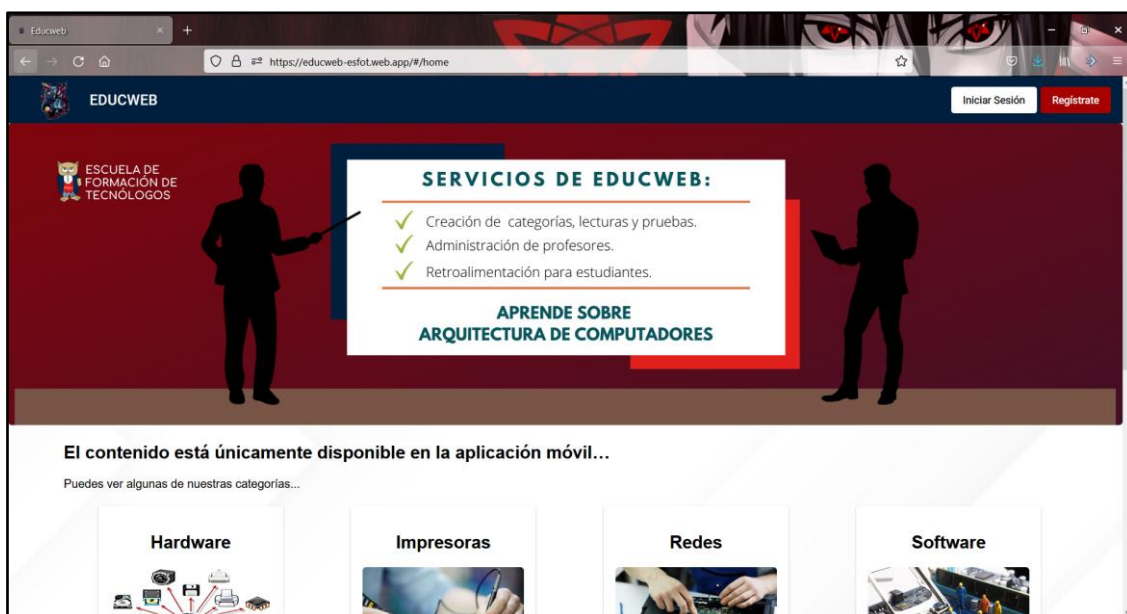 Educweb
https://educweb-esfot.web.app/#/home
EDUCWEB
Iniciar Sesión
Regístrate
ESCUELA DE
FORMACIÓN DE
TECNÓLOGOS
SERVICIOS DE EDUCWEB:
Creación de categorías, lecturas y pruebas.
Administración de profesores.
Retroalimentación para estudiantes.
APRENDE SOBRE
ARQUITECTURA DE COMPUTADORES
El contenido está únicamente disponible en la aplicación móvil...
Puedes ver algunas de nuestras categorías...
Hardware
Impresoras
Redes
Software